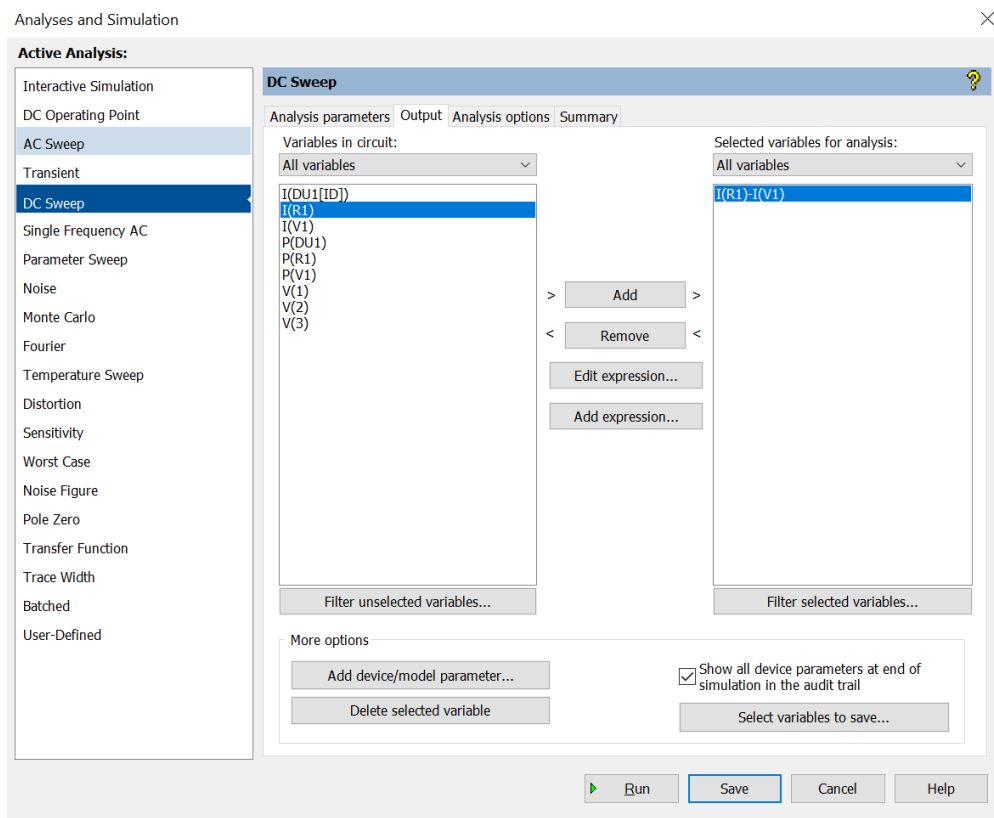 Analyses and Simulation
Active Analysis:
Interactive Simulation
DC Operating Point
AC Sweep
Transient
DC Sweep
Single Frequency AC
Parameter Sweep
Noise
Monte Carlo
Fourier
Temperature Sweep
Distortion
Sensitivity
Worst Case
Noise Figure
Pole Zero
Transfer Function
Trace Width
Batched
User-Defined
DC Sweep
?
Analysis parameters Output Analysis options Summary
Variables in circuit:
All variables
I(DU1[ID])
I(R1)
I(V1)
P(DU1)
P(R1)
P(V1)
V(1)
V(2)
V(3)
Filter unselected variables...
> Add >
< Remove <
Edit expression...
Add expression...
Selected variables for analysis:
All variables
I(R1)-I(V1)
Filter selected variables...
More options
Add device/model parameter...
Delete selected variable
Show all device parameters at end of
simulation in the audit trail
Select variables to save...
Run Save Cancel Help